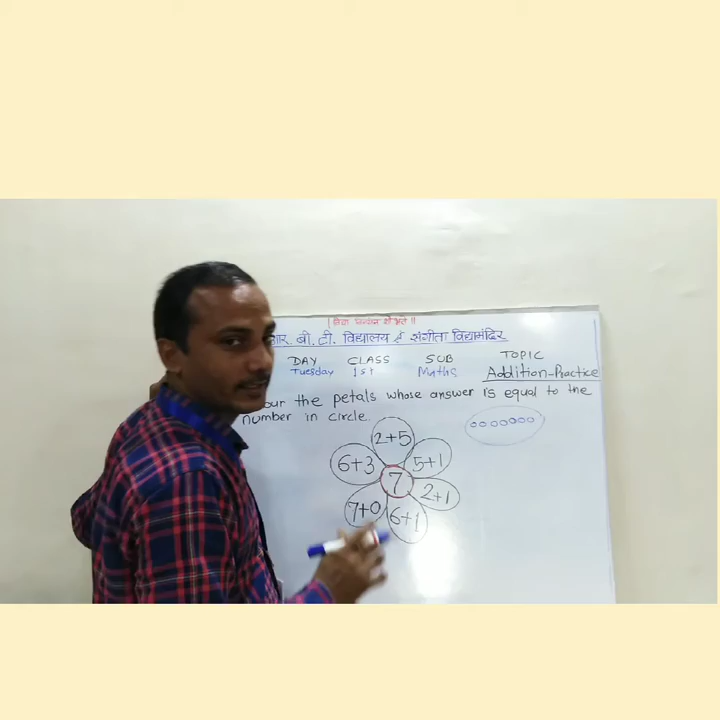 आर. बी. टी. विद्यालय हुं संगीता विद्यामंदिर
DAY CLASS SUB TOPIC
Tuesday 1st Maths Addition-Practice
our the petals whose answer is equal to the
number in circle.
2+5
6+3 5+1
7
2+1
7+0 6+1